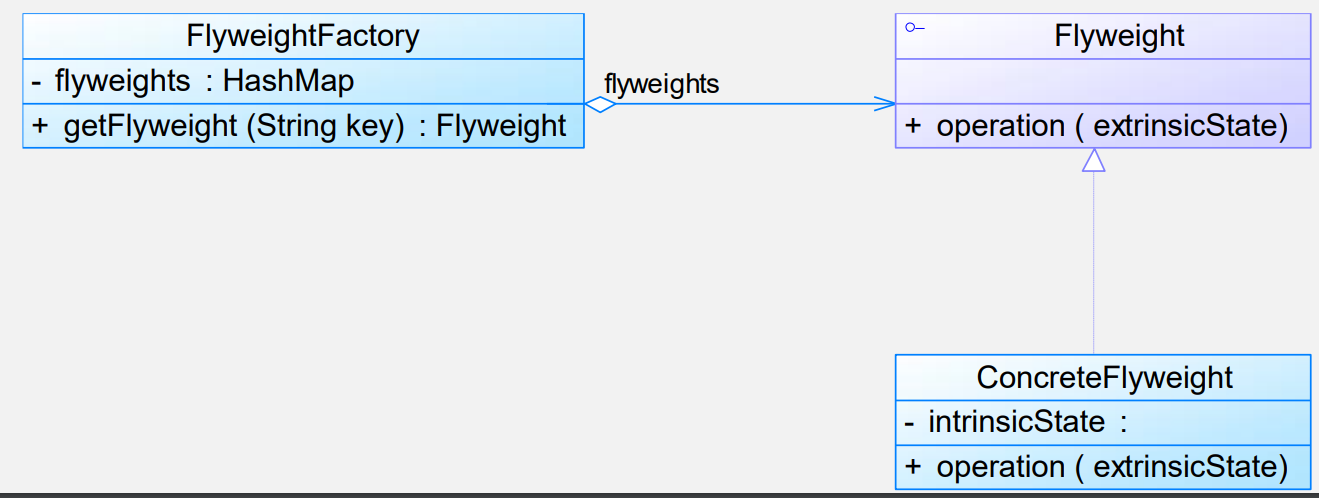 FlyweightFactory
- flyweights : HashMap
+ getFlyweight (String key) : Flyweight
flyweights
Flyweight
+ operation ( extrinsicState)
ConcreteFlyweight
- intrinsicState :
+ operation ( extrinsicState)